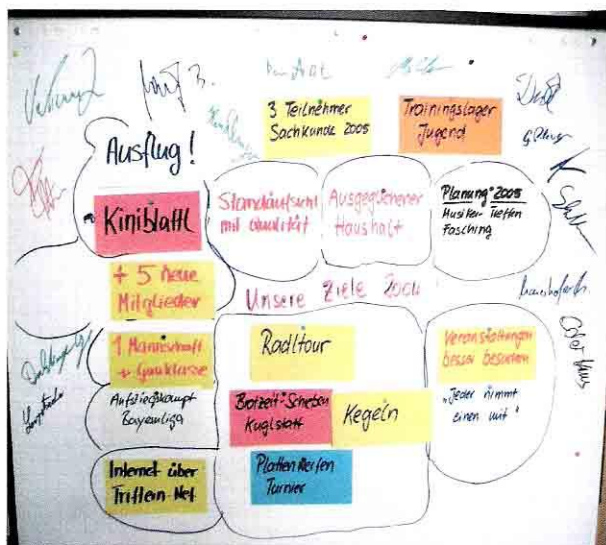 3 Teilnehmer
Sachkunde 2005
Trainingslager
Jugend
Ausflug!
Kiniblattl
Standaufsicht
mit Qualität
Ausgeglichener
Haushalt
Planung 2005
Musiker-Treffen
Fasching
+ 5 neue
Mitglieder
Unsere Ziele 2004
1 Mannschaft
+ Gauklasse
Aufstiegskampf
Bayernliga
Radltour
Brotzeit-Scheiben
Kuglstatt
Kegeln
Platten werfen
Turnier
Veranstaltungen
besser besuchen
"Jeder nimmt
einen mit"
Internet über
Triftern-Net